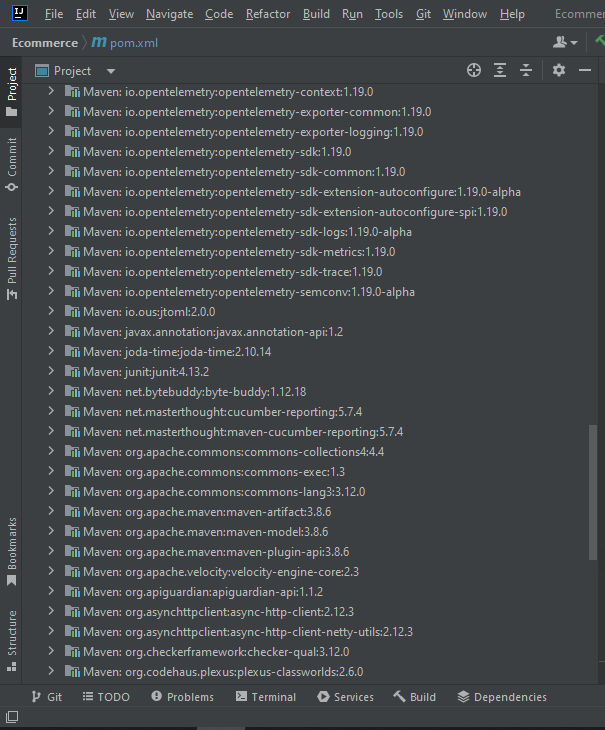 IJ File Edit View Navigate Code Refactor Build Run Tools Git Window Help Ecommerce
Ecommerce m pom.xml
Project
Project
Commit
Pull Requests
Bookmarks
Structure
Maven: io.opentelemetry:opentelemetry-context:1.19.0
Maven: io.opentelemetry:opentelemetry-exporter-common:1.19.0
Maven: io.opentelemetry:opentelemetry-exporter-logging:1.19.0
Maven: io.opentelemetry:opentelemetry-sdk:1.19.0
Maven: io.opentelemetry:opentelemetry-sdk-common:1.19.0
Maven: io.opentelemetry:opentelemetry-sdk-extension-autoconfigure:1.19.0-alpha
Maven: io.opentelemetry:opentelemetry-sdk-extension-autoconfigure-spi:1.19.0
Maven: io.opentelemetry:opentelemetry-sdk-logs:1.19.0-alpha
Maven: io.opentelemetry:opentelemetry-sdk-metrics:1.19.0
Maven: io.opentelemetry:opentelemetry-sdk-trace:1.19.0
Maven: io.opentelemetry:opentelemetry-semconv:1.19.0-alpha
Maven: io.ous:jtoml:2.0.0
Maven: javax.annotation:javax.annotation-api:1.2
Maven: joda-time:joda-time:2.10.14
Maven: junit:junit:4.13.2
Maven: net.bytebuddy:byte-buddy:1.12.18
Maven: net.masterthought:cucumber-reporting:5.7.4
Maven: net.masterthought:maven-cucumber-reporting:5.7.4
Maven: org.apache.commons:commons-collections4:4.4
Maven: org.apache.commons:commons-exec:1.3
Maven: org.apache.commons:commons-lang3:3.12.0
Maven: org.apache.maven:maven-artifact:3.8.6
Maven: org.apache.maven:maven-model:3.8.6
Maven: org.apache.maven:maven-plugin-api:3.8.6
Maven: org.apache.velocity:velocity-engine-core:2.3
Maven: org.apiguardian:apiguardian-api:1.1.2
Maven: org.asynchttpclient:async-http-client:2.12.3
Maven: org.asynchttpclient:async-http-client-netty-utils:2.12.3
Maven: org.checkerframework:checker-qual:3.12.0
Maven: org.codehaus.plexus:plexus-classworlds:2.6.0
Git TODO Problems Terminal Services Build Dependencies